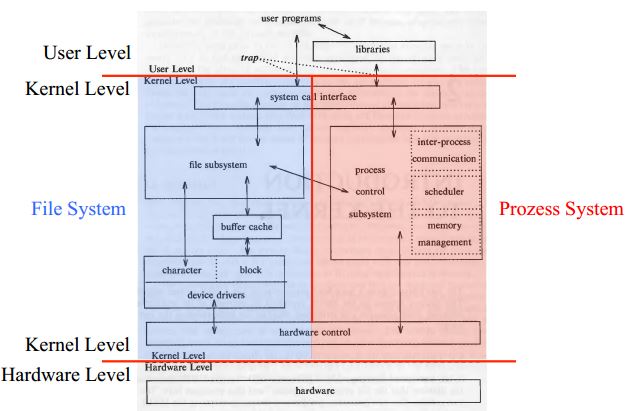 user programs
libraries
User Level
trap
User Level
Kernel Level
Kernel Level
system call interface
file subsystem
inter-process
communication
process
control
subsystem
scheduler
memory
management
File System
Prozess System
buffer cache
character
block
device drivers
hardware control
Kernel Level
Kernel Level
Hardware Level
Hardware Level
hardware